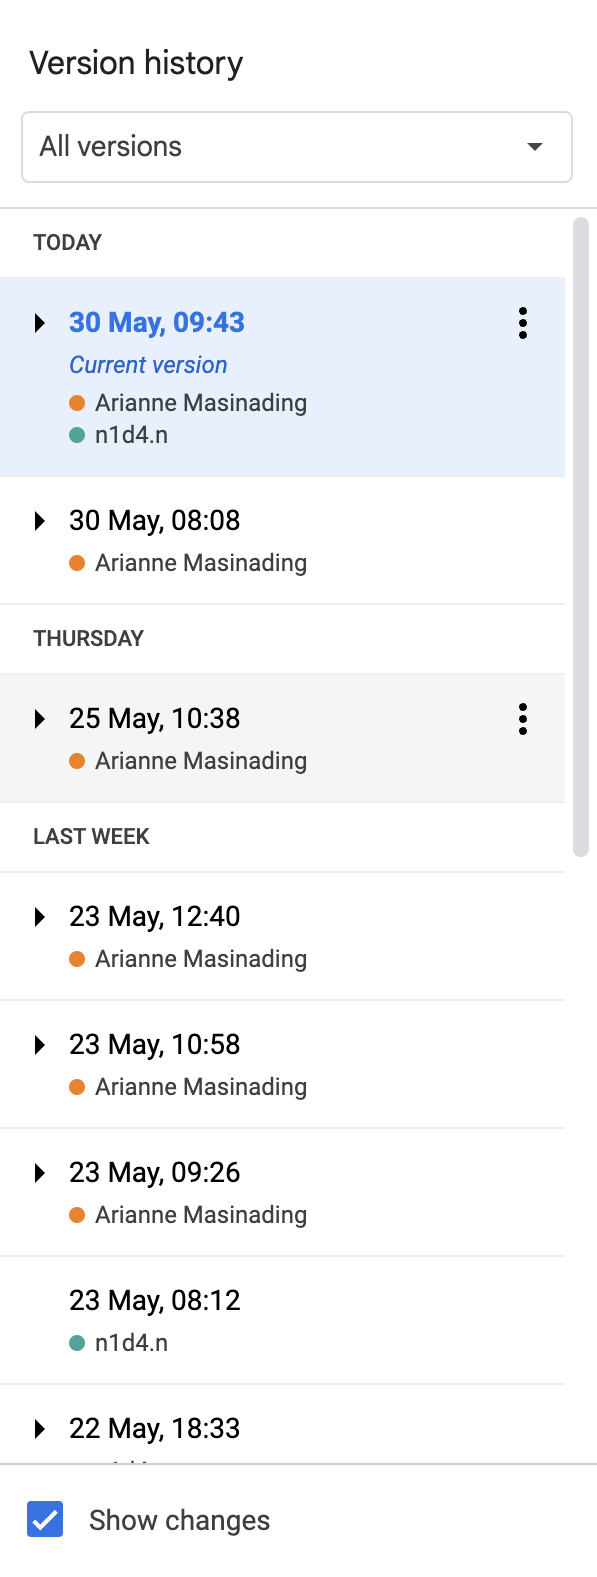 Version history
All versions
TODAY
30 May, 09:43
Current version
Arianne Masinading
n1d4.n
30 May, 08:08
Arianne Masinading
THURSDAY
25 May, 10:38
Arianne Masinading
LAST WEEK
23 May, 12:40
Arianne Masinading
23 May, 10:58
Arianne Masinading
23 May, 09:26
Arianne Masinading
23 May, 08:12
n1d4.n
22 May, 18:33
Show changes